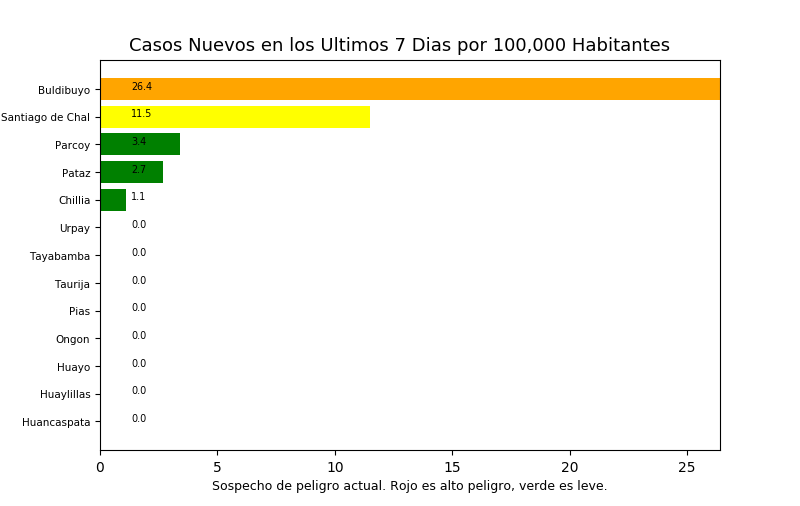 Casos Nuevos en los Ultimos 7 Dias por 100,000 Habitantes
Buldibuyo 26.4
Santiago de Chal 11.5
Parcoy 3.4
Pataz 2.7
Chillia 1.1
Urpay 0.0
Tayabamba 0.0
Taurija 0.0
Pias 0.0
Ongon 0.0
Huayo 0.0
Huaylillas 0.0
Huancaspata 0.0
0 5 10 15 20 25
Sospecho de peligro actual. Rojo es alto peligro, verde es leve.